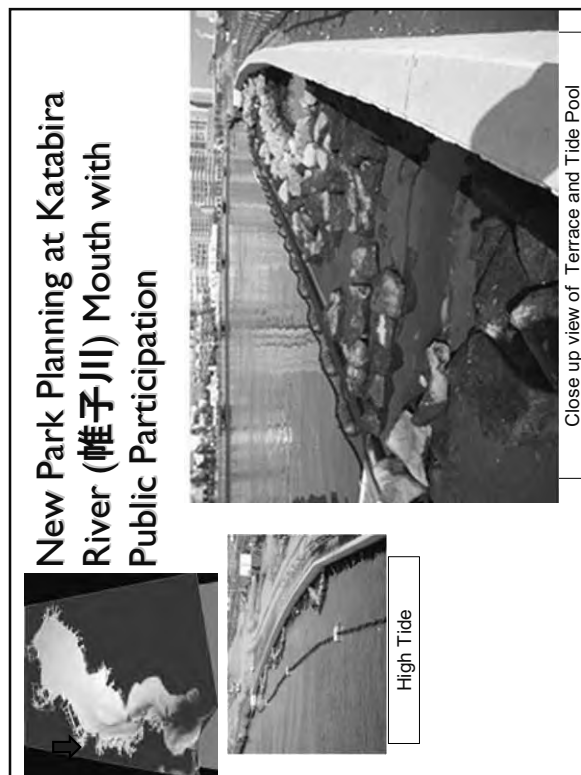 New Park Planning at Katabira
River (帷子川) Mouth with
Public Participation
High Tide
Close up view of Terrace and Tide Pool